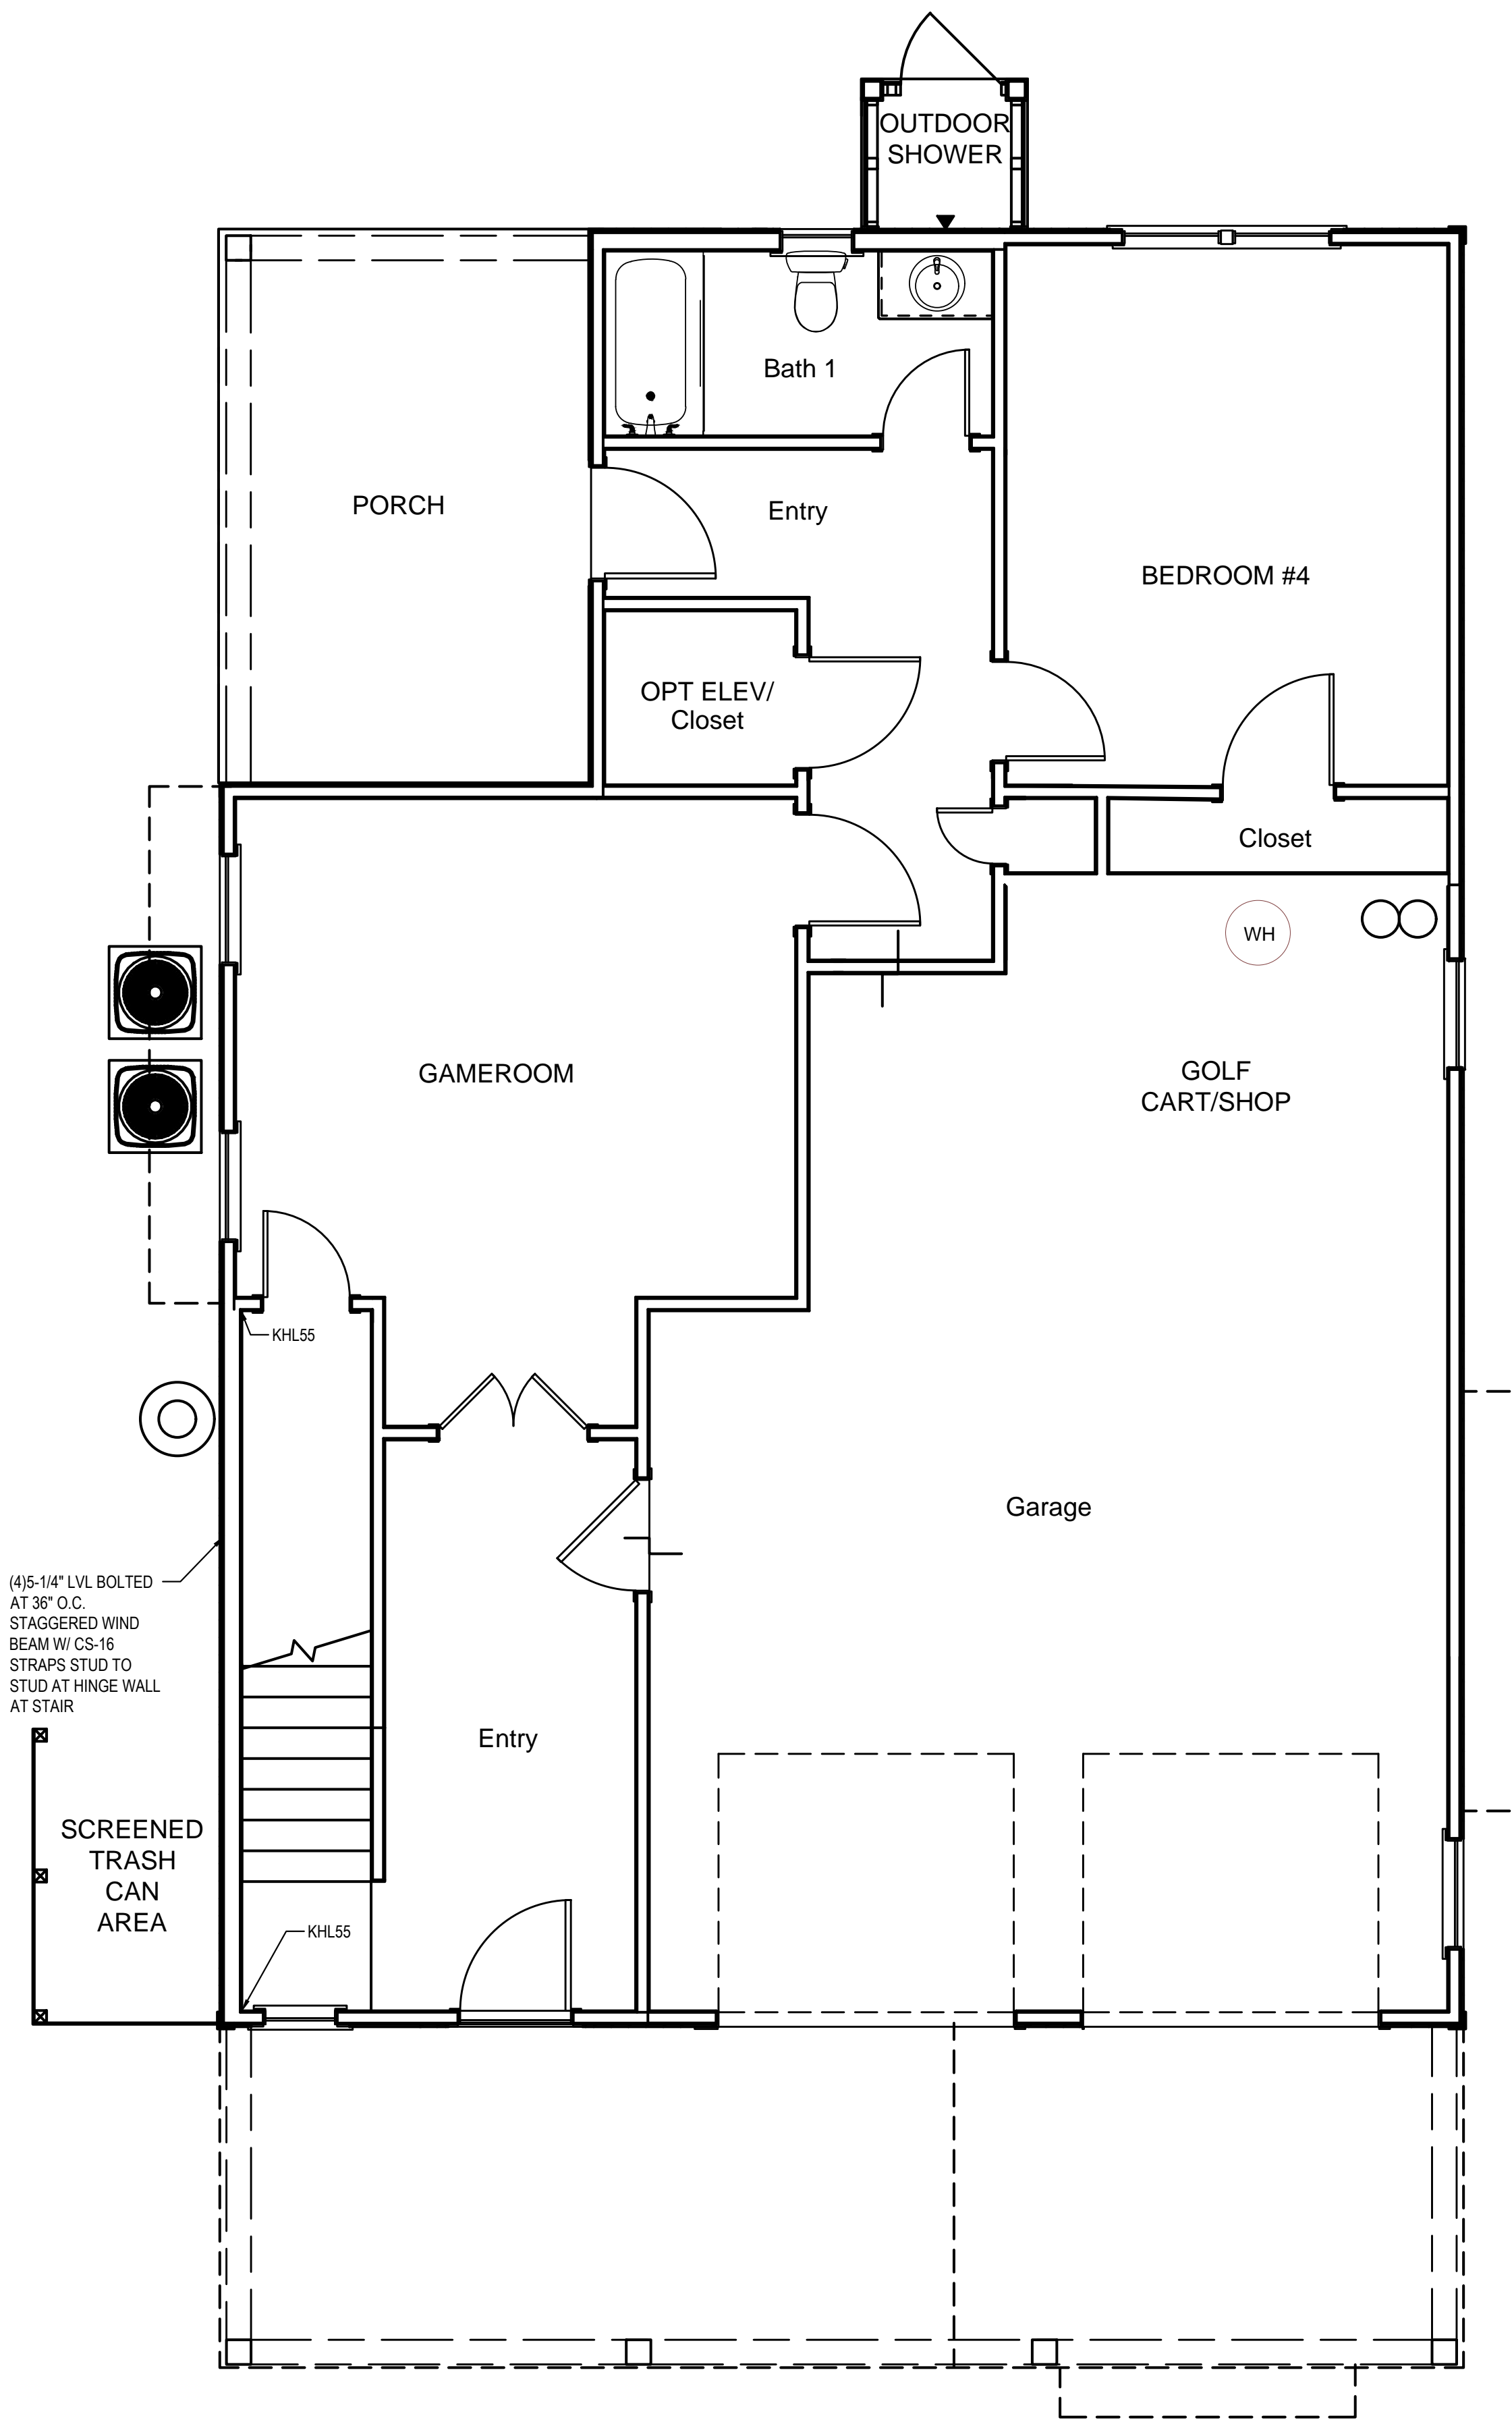 OUTDOOR
SHOWER
Bath 1
PORCH
Entry
BEDROOM #4
OPT ELEV/
Closet
Closet
WH
GAMEROOM
GOLF
CART/SHOP
KHL55
Garage
(4)5-1/4" LVL BOLTED
AT 36" O.C.
STAGGERED WIND
BEAM W/ CS-16
STRAPS STUD TO
STUD AT HINGE WALL
AT STAIR
Entry
SCREENED
TRASH
CAN
AREA
KHL55